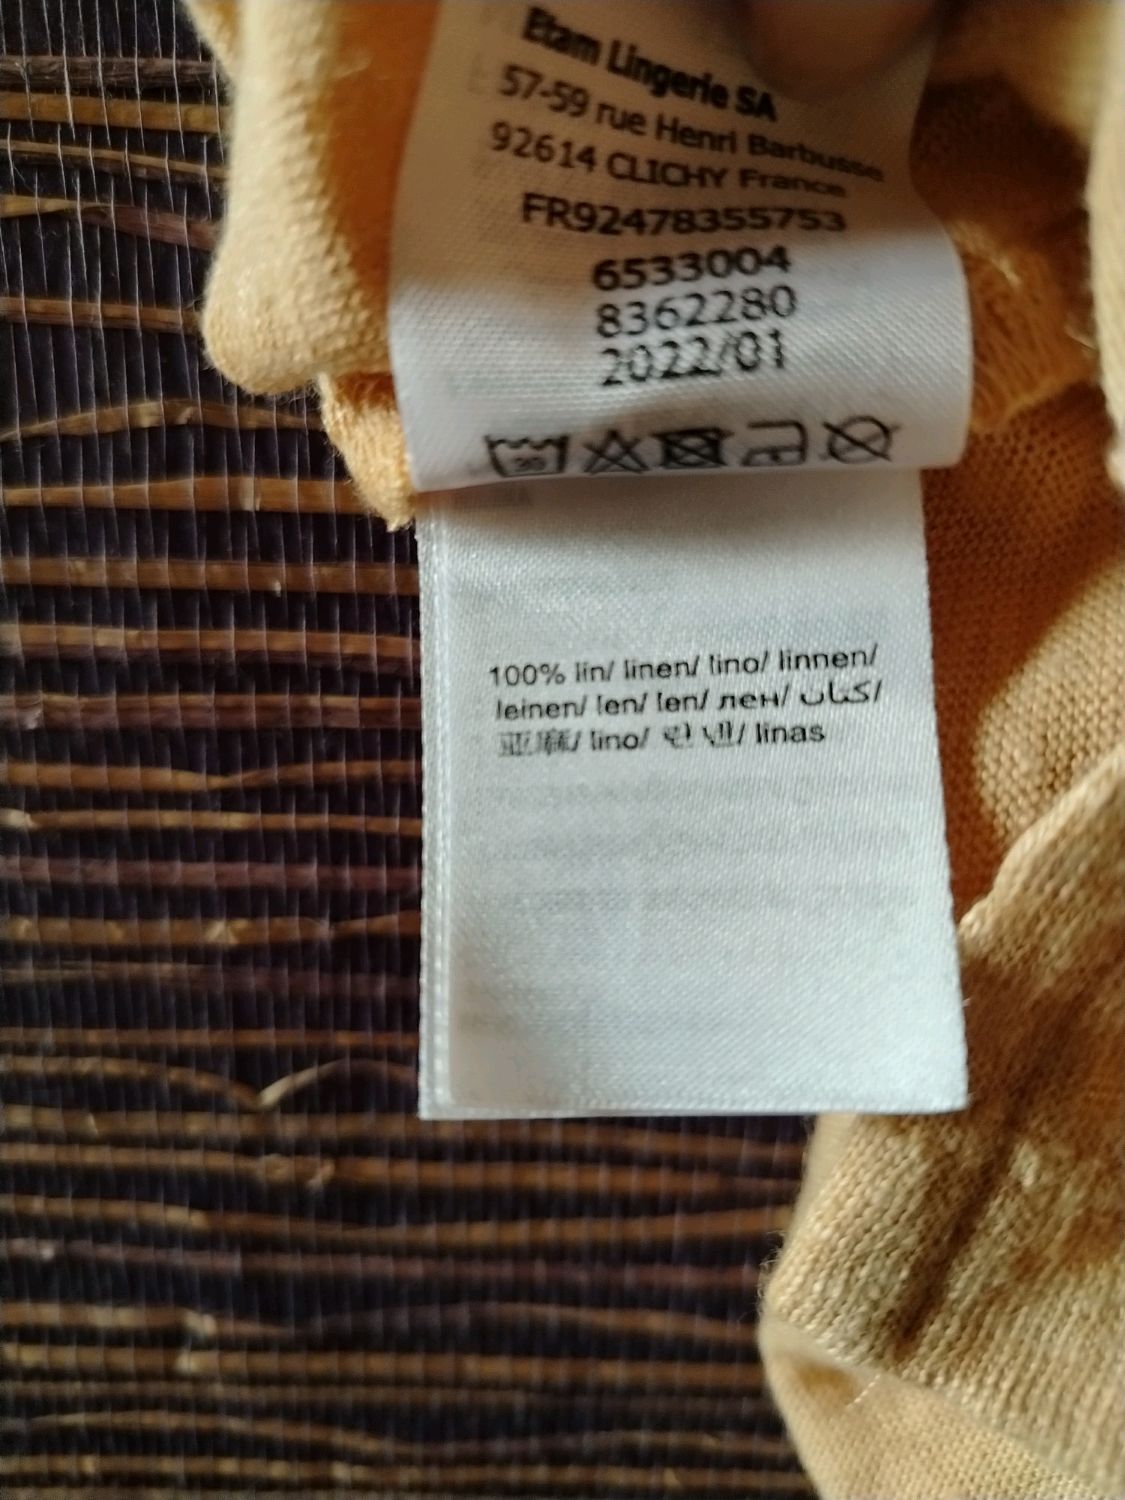 Etam Lingerie SA
57-59 rue Henri Barbusse
92614 CLICHY France
FR92478355753
6533004
8362280
2022/01
30
100% lin/ linen/ lino/ linnen/
leinen/ len/ len/ лен/ كتان/
亚麻/ lino/ 린넨/ linas